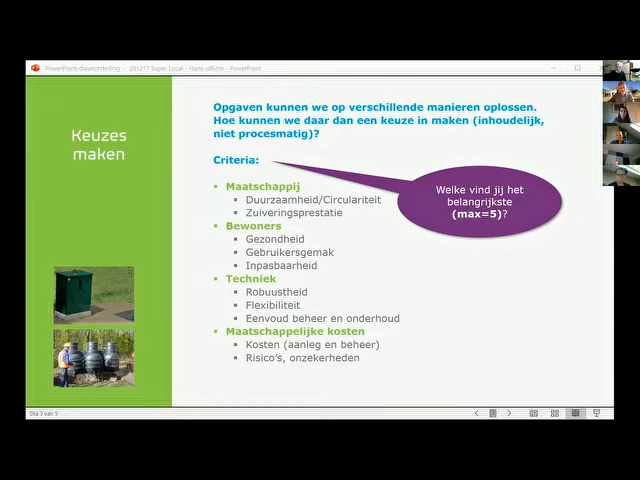 PowerPoint-diavoorstelling - 201217 Super Local - Hans vdEem - PowerPoint
Keuzes
maken
Opgaven kunnen we op verschillende manieren oplossen.
Hoe kunnen we daar dan een keuze in maken (inhoudelijk,
niet procesmatig)?
Criteria:
Welke vind jij het
belangrijkste
(max=5)?
Maatschappij
Duurzaamheid/Circulariteit
Zuiveringsprestatie
Bewoners
Gezondheid
Gebruikersgemak
Inpasbaarheid
Techniek
Robuustheid
Flexibiliteit
Eenvoud beheer en onderhoud
Maatschappelijke kosten
Kosten (aanleg en beheer)
Risico's, onzekerheden
Dia 3 van 5